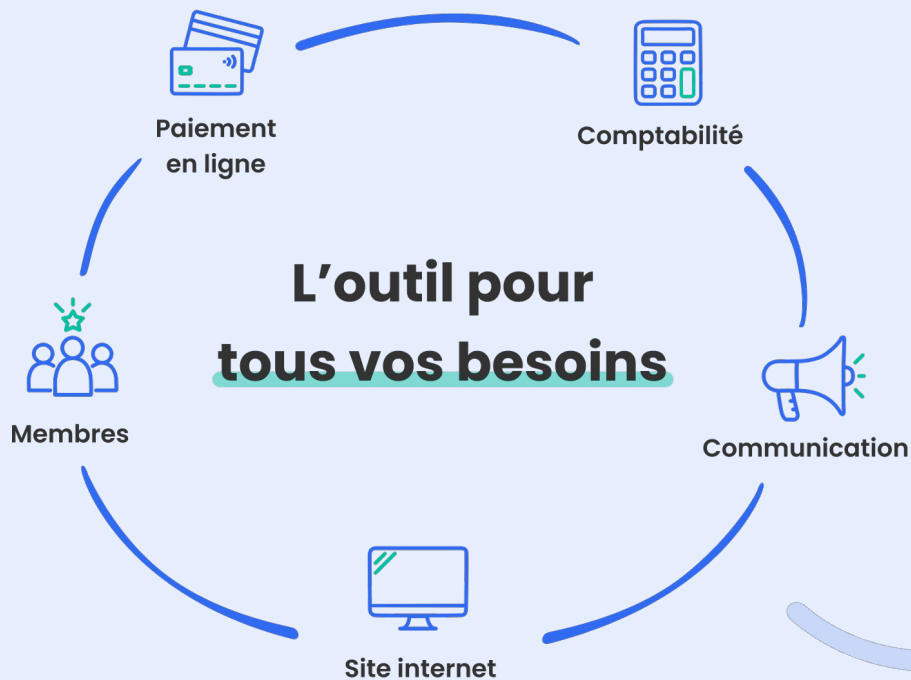 Paiement
en ligne
Comptabilité
L’outil pour
tous vos besoins
Membres
Communication
Site internet